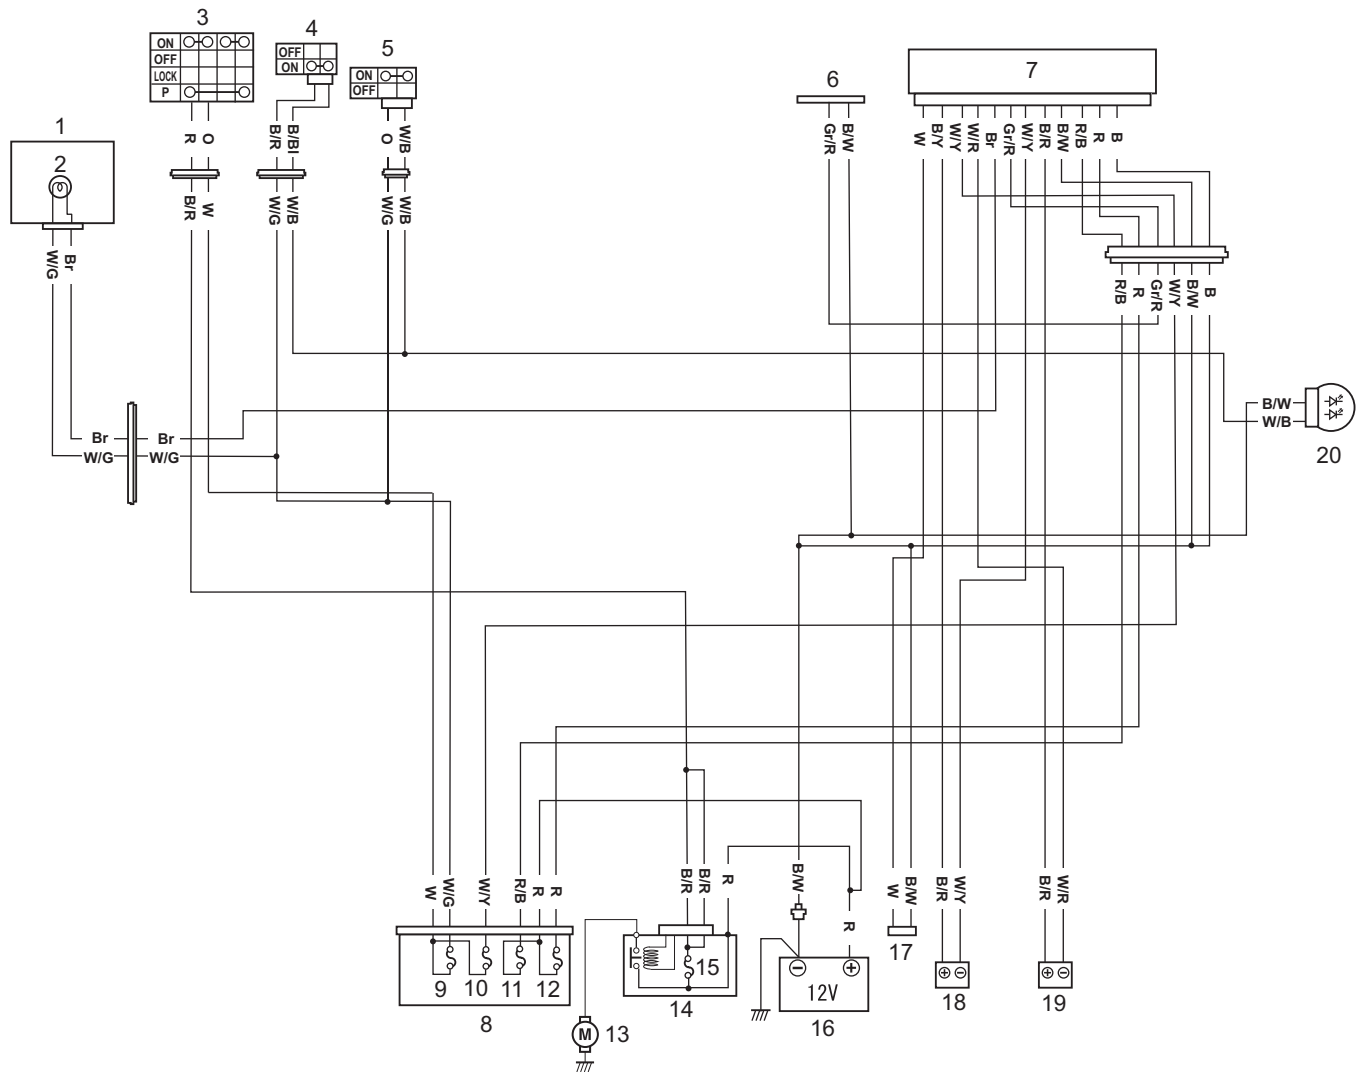 3
4
5
6
7
ON
OFF
LOCK
P
OFF
ON
ON
OFF
1
2
R
O
B/R
B/Bl
O
W/B
Gr/R
B/W
W
B/Y
W/Y
W/R
Br
Gr/R
W/Y
B/R
B/W
R/B
R
B
B/R
W
W/G
W/B
W/G
W/B
W/G
Br
R/B
R
Gr/R
W/Y
B/W
B
Br
Br
W/G
W/G
B/W
W/B
20
W
W/G
W/Y
R/B
R
R
B/R
B/R
R
B/W
R
W
B/W
B/R
W/Y
B/R
W/R
9
10
11
12
8
M
13
15
14
12V
16
17
18
19